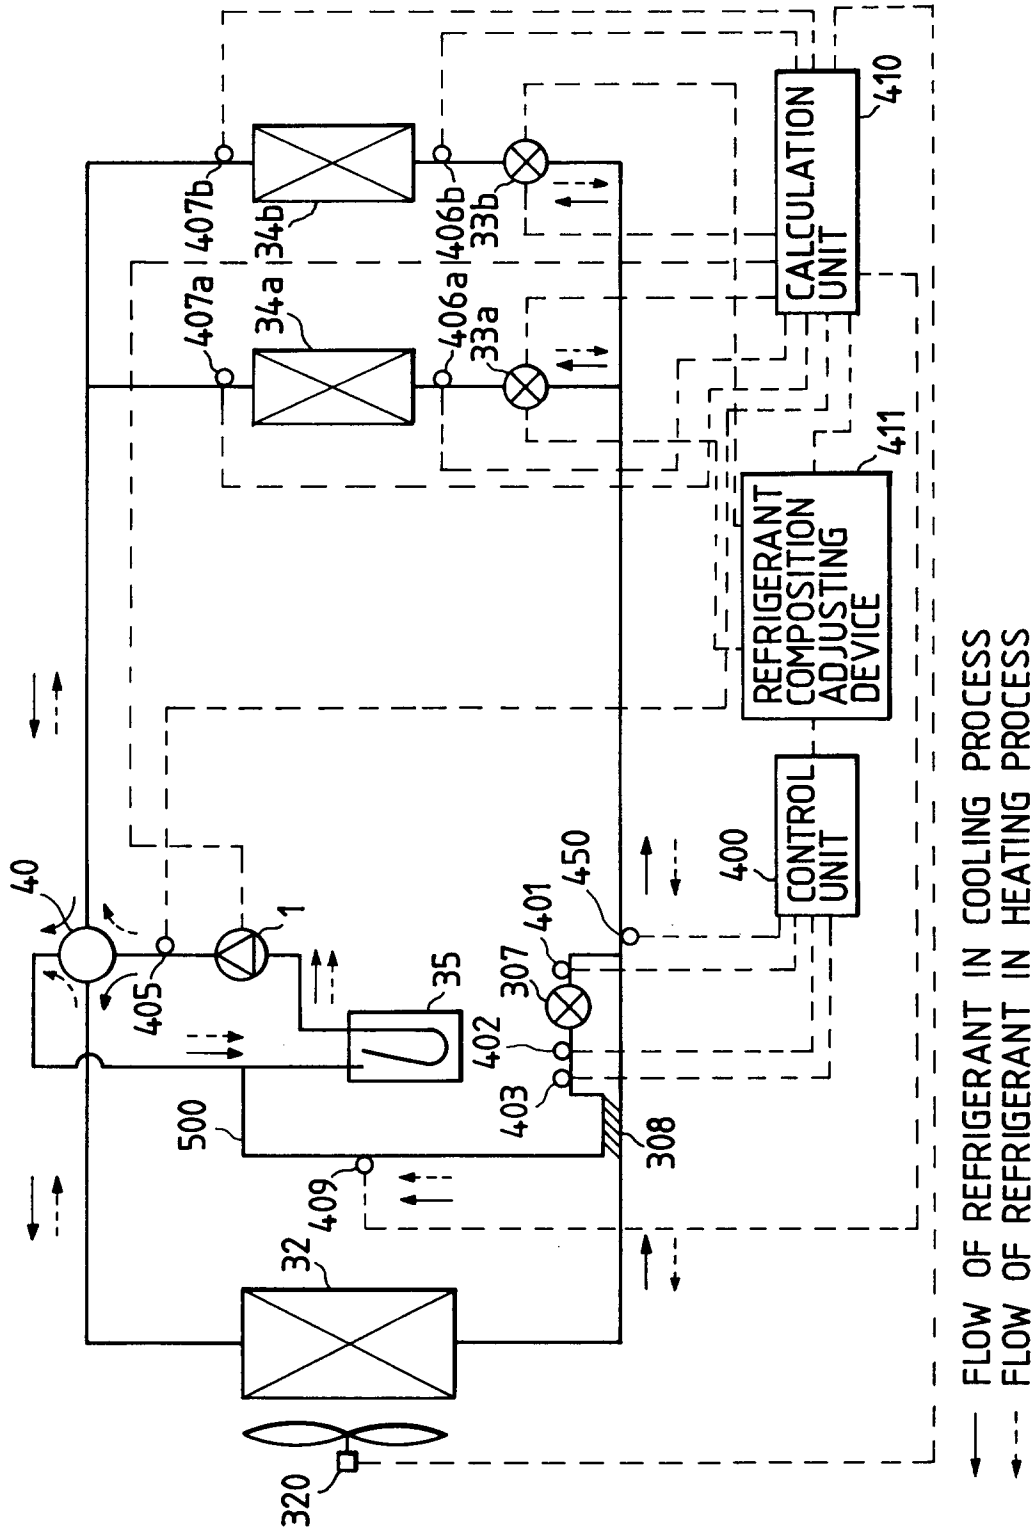 40
405
1
35
500
409
32
320
407a
34a
406a
33a
407b
34b
406b
33b
402
403
307
401
450
308
400
CONTROL
UNIT
REFRIGERANT
COMPOSITION
ADJUSTING
DEVICE
411
CALCULATION
UNIT
410
FLOW OF REFRIGERANT IN COOLING PROCESS
FLOW OF REFRIGERANT IN HEATING PROCESS